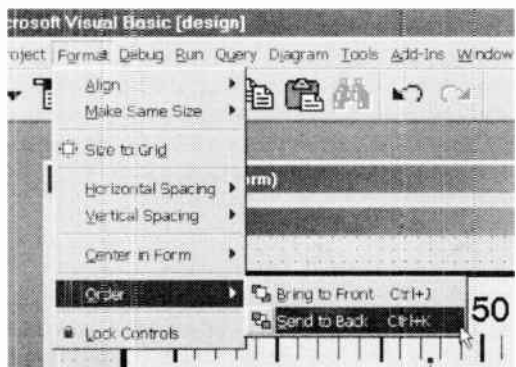 crosoft Visual Basic [design]
roject Format Debug Run Query Diagram Tools Add-Ins Window
Align
Make Same Size
Size to Grid
Horizontal Spacing
rm)
Vertical Spacing
Center in Form
Order
Bring to Front Ctrl+J
Send to Back Ctrl+K
50
Lock Controls